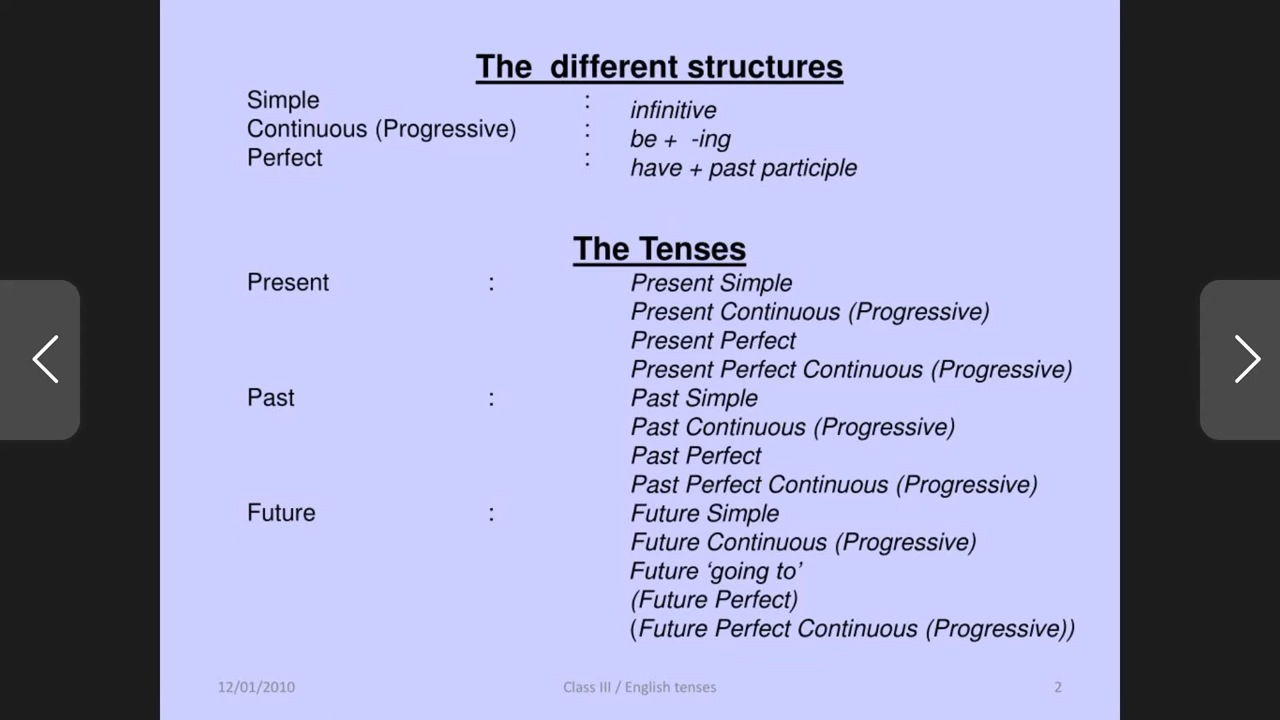 The different structures
Simple : infinitive
Continuous (Progressive) : be + -ing
Perfect : have + past participle
The Tenses
Present : Present Simple
Present Continuous (Progressive)
Present Perfect
Present Perfect Continuous (Progressive)
Past : Past Simple
Past Continuous (Progressive)
Past Perfect
Past Perfect Continuous (Progressive)
Future : Future Simple
Future Continuous (Progressive)
Future ‘going to’
(Future Perfect)
(Future Perfect Continuous (Progressive))
12/01/2010 Class III / English tenses 2